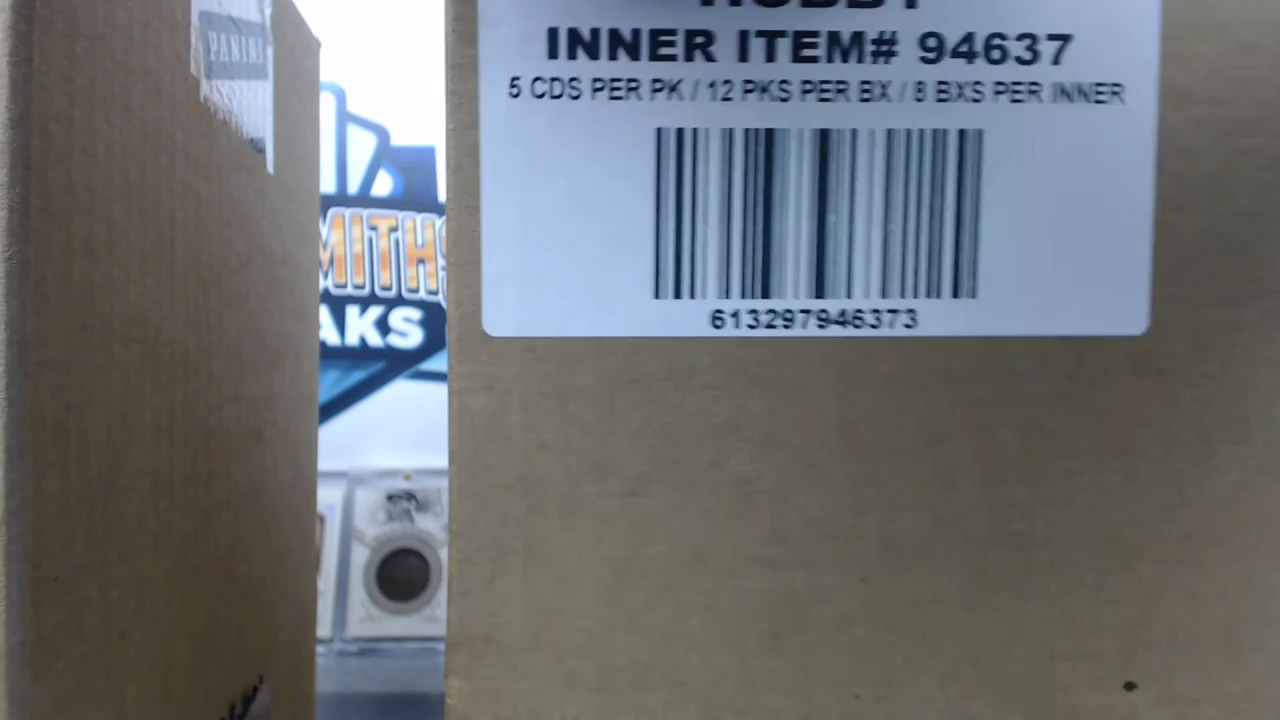 PANINI
HOBBY
INNER ITEM# 94637
5 CDS PER PK / 12 PKS PER BX / 8 BXS PER INNER
613297946373
MITHS
AKS